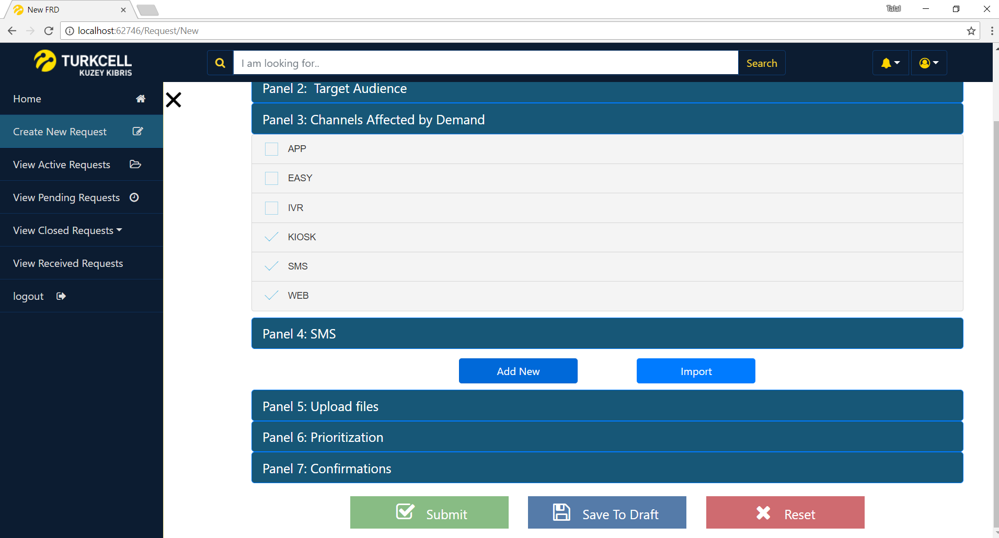 New FRD
Talal
localhost:62746/Request/New
TURKCELL
KUZEY KIBRIS
I am looking for..
Search
Home
Create New Request
View Active Requests
View Pending Requests
View Closed Requests
View Received Requests
logout
Panel 2:  Target Audience
Panel 3: Channels Affected by Demand
APP
EASY
IVR
KIOSK
SMS
WEB
Panel 4: SMS
Add New
Import
Panel 5: Upload files
Panel 6: Prioritization
Panel 7: Confirmations
Submit
Save To Draft
Reset